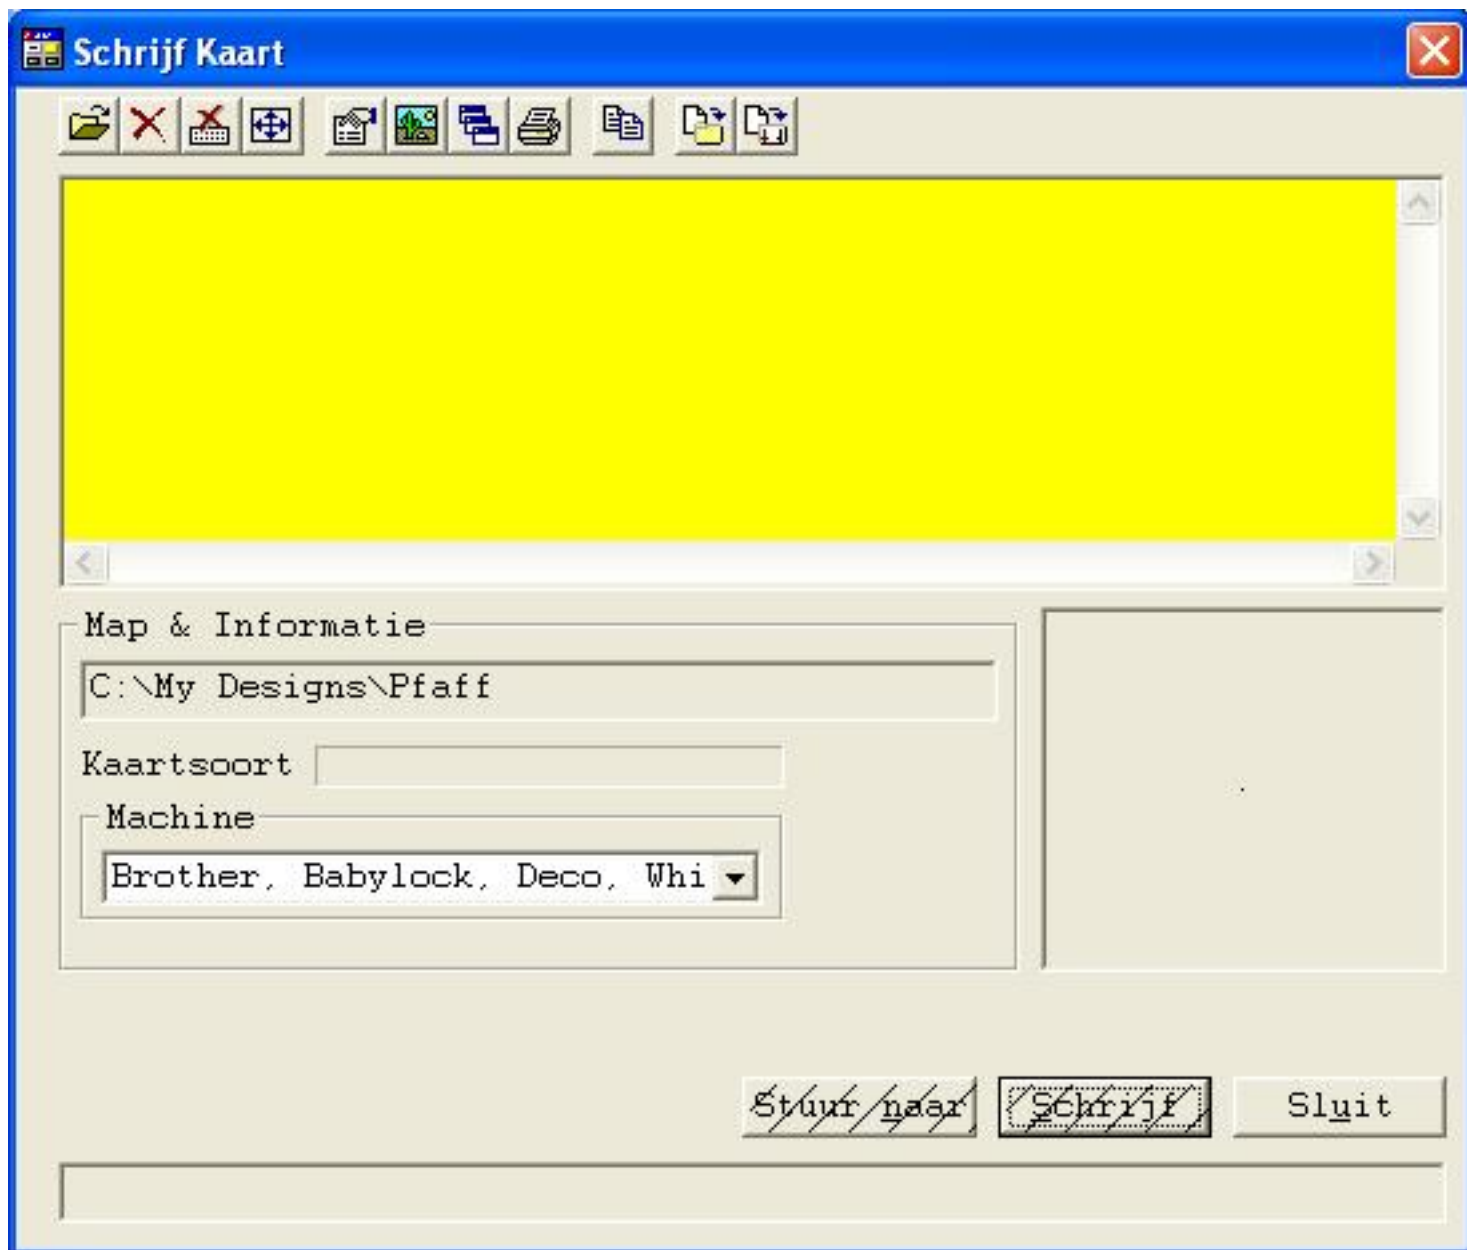 Schrijf Kaart
Map & Informatie
C:\My Designs\Pfaff
Kaartsoort
Machine
Brother, Babylock, Deco, Whi
Stuur naar Schrijf Sluit